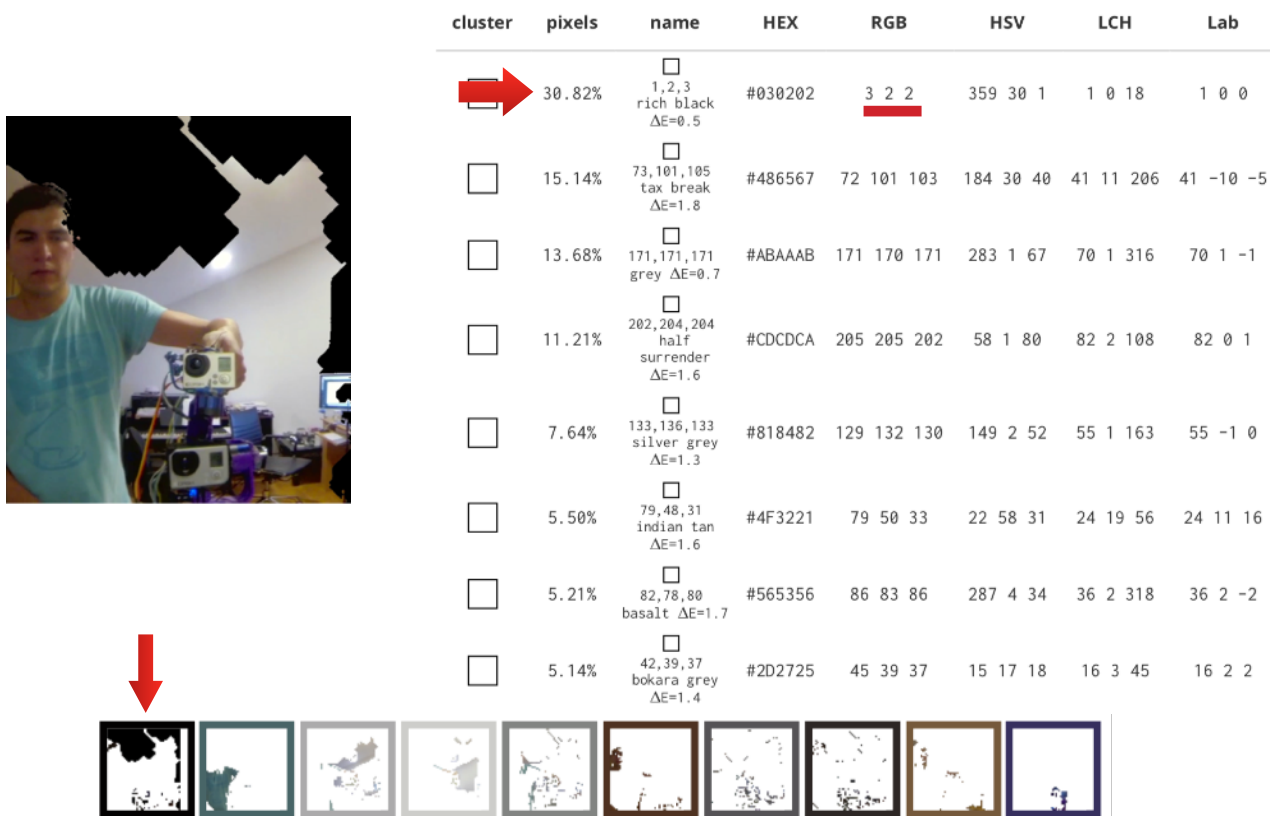 cluster pixels name HEX RGB HSV LCH Lab
30.82% 1,2,3 rich black ΔE=0.5 #030202 3 2 2 359 30 1 1 0 18 1 0 0
15.14% 73,101,105 tax break ΔE=1.8 #486567 72 101 103 184 30 40 41 11 206 41 -10 -5
13.68% 171,171,171 grey ΔE=0.7 #ABAAAB 171 170 171 283 1 67 70 1 316 70 1 -1
11.21% 202,204,204 half surrender ΔE=1.6 #CDCDCA 205 205 202 58 1 80 82 2 108 82 0 1
7.64% 133,136,133 silver grey ΔE=1.3 #818482 129 132 130 149 2 52 55 1 163 55 -1 0
5.50% 79,48,31 indian tan ΔE=1.6 #4F3221 79 50 33 22 58 31 24 19 56 24 11 16
5.21% 82,78,80 basalt ΔE=1.7 #565356 86 83 86 287 4 34 36 2 318 36 2 -2
5.14% 42,39,37 bokara grey ΔE=1.4 #2D2725 45 39 37 15 17 18 16 3 45 16 2 2